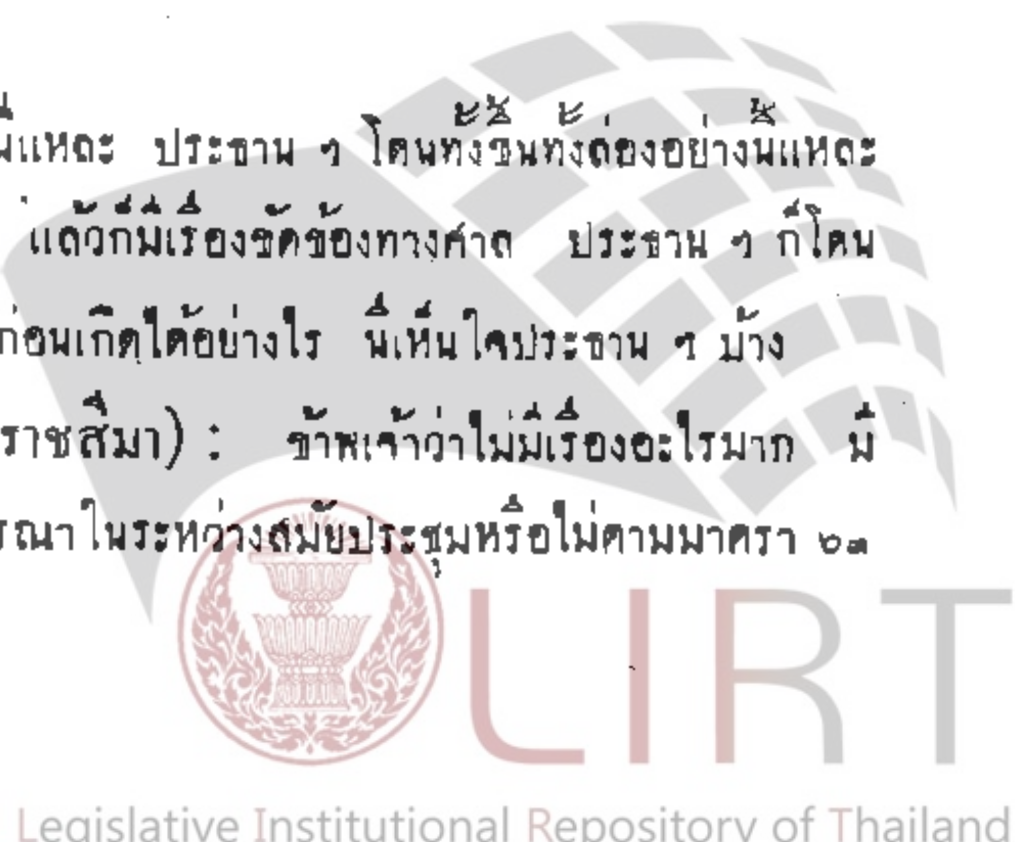 นี่แหละ ประธาน ๆ โดนทั้งขึ้นทั้งล่องอย่างนี้แหละ
แล้วก็มีเรื่องขัดข้องทางศาล ประธาน ๆ ก็โดน
ก่อนเกิดได้อย่างไร นี่เห็นใจประธาน ๆ บ้าง
ราชสีมา) : ข้าพเจ้าว่าไม่มีเรื่องอะไรมาก มี
รณาในระหว่างสมัยประชุมหรือไม่ตามมาตรา ๖๑
LIRT
Legislative Institutional Repository of Thailand